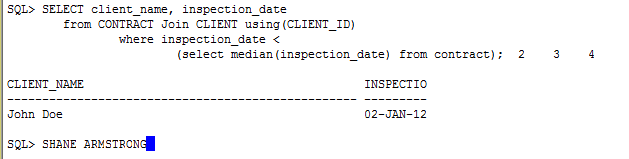 SQL> SELECT client_name, inspection_date
from CONTRACT Join CLIENT using(CLIENT_ID)
where inspection_date <
(select median(inspection_date) from contract); 2 3 4
CLIENT_NAME INSPECTIO
-------------------------------------------------- ---------
John Doe 02-JAN-12
SQL> SHANE ARMSTRONG